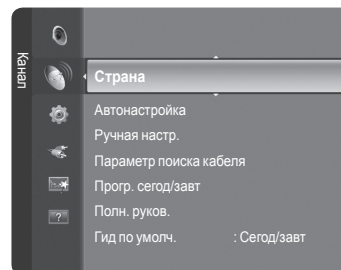 Канал
Страна
Автонастройка
Ручная настр.
Параметр поиска кабеля
Прогр. сегод/завт
Полн. руков.
Гид по умолч. : Сегод/завт